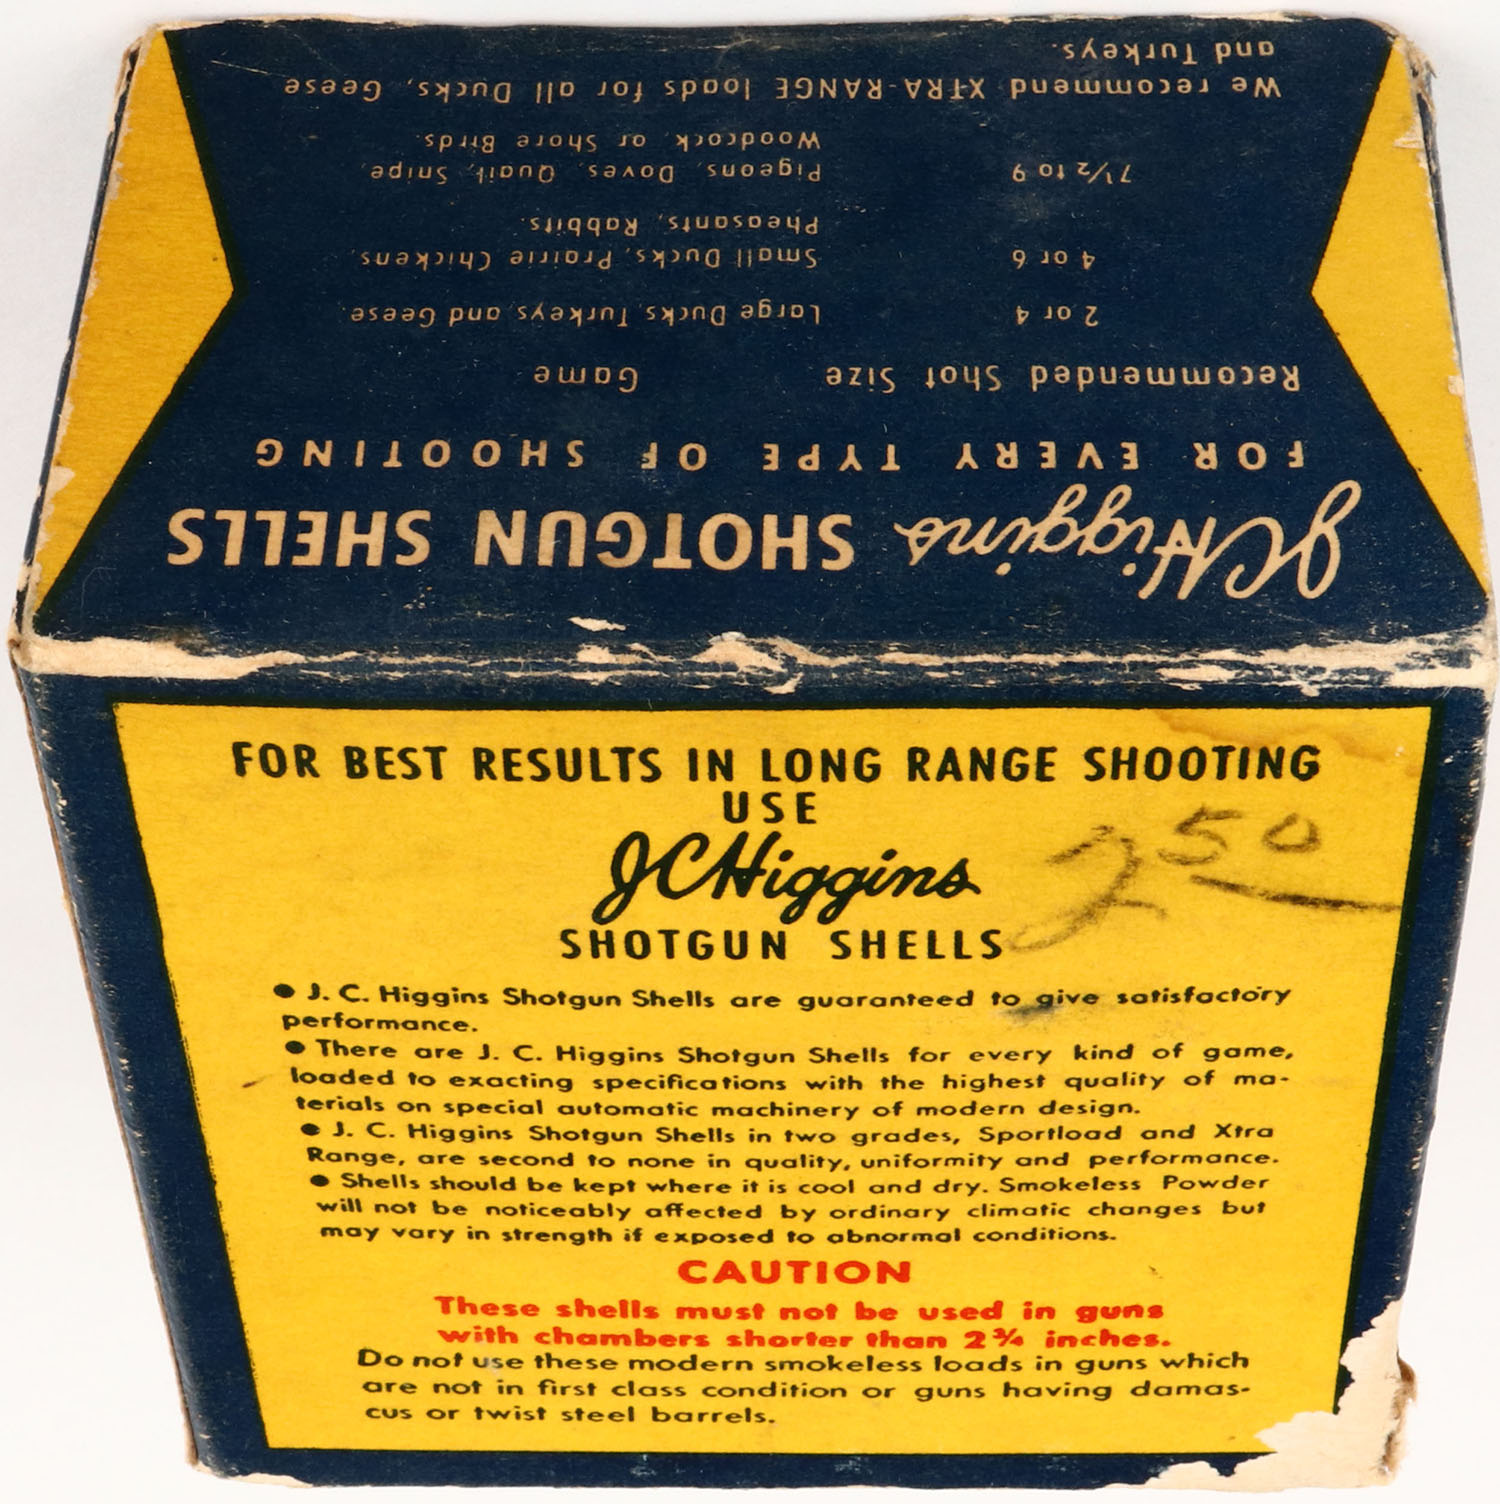 J.C. Higgins SHOTGUN SHELLS
FOR EVERY TYPE OF SHOOTING
Recommended Shot Size Game
2 or 4 Large Ducks, Turkeys, and Geese.
4 or 6 Small Ducks, Prairie Chickens,
Pheasants, Rabbits.
7½ to 9 Pigeons, Doves, Quail, Snipe,
Woodcock, or Shore Birds.
We recommend XTRA-RANGE loads for all Ducks, Geese
and Turkeys.
FOR BEST RESULTS IN LONG RANGE SHOOTING
USE
J.C. Higgins
SHOTGUN SHELLS
2 50
● J. C. Higgins Shotgun Shells are guaranteed to give satisfactory
performance.
● There are J. C. Higgins Shotgun Shells for every kind of game,
loaded to exacting specifications with the highest quality of ma-
terials on special automatic machinery of modern design.
● J. C. Higgins Shotgun Shells in two grades, Sportload and Xtra
Range, are second to none in quality, uniformity and performance.
● Shells should be kept where it is cool and dry. Smokeless Powder
will not be noticeably affected by ordinary climatic changes but
may vary in strength if exposed to abnormal conditions.
CAUTION
These shells must not be used in guns
with chambers shorter than 2¾ inches.
Do not use these modern smokeless loads in guns which
are not in first class condition or guns having damas-
cus or twist steel barrels.